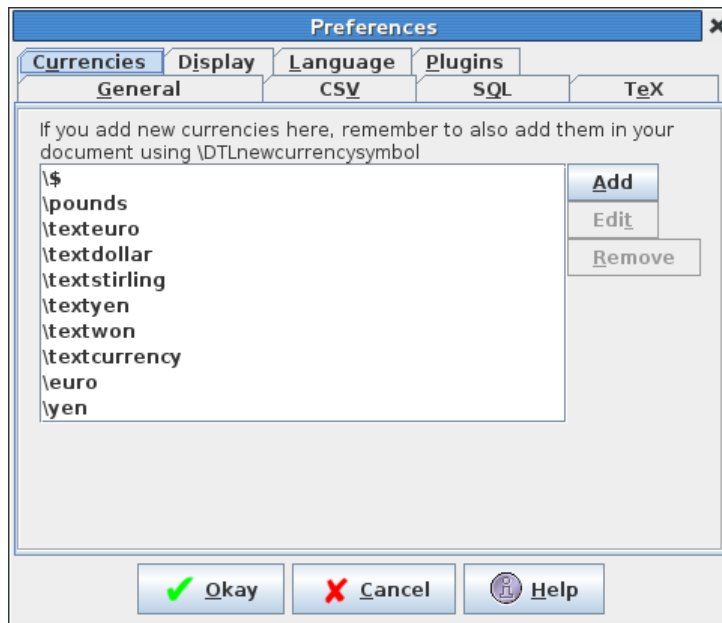 Preferences
Currencies Display Language Plugins
General CSV SQL TeX
If you add new currencies here, remember to also add them in your
document using \DTLnewcurrencysymbol
\$
\pounds
\texteuro
\textdollar
\textstirling
\textyen
\textwon
\textcurrency
\euro
\yen
Add
Edit
Remove
Okay Cancel Help